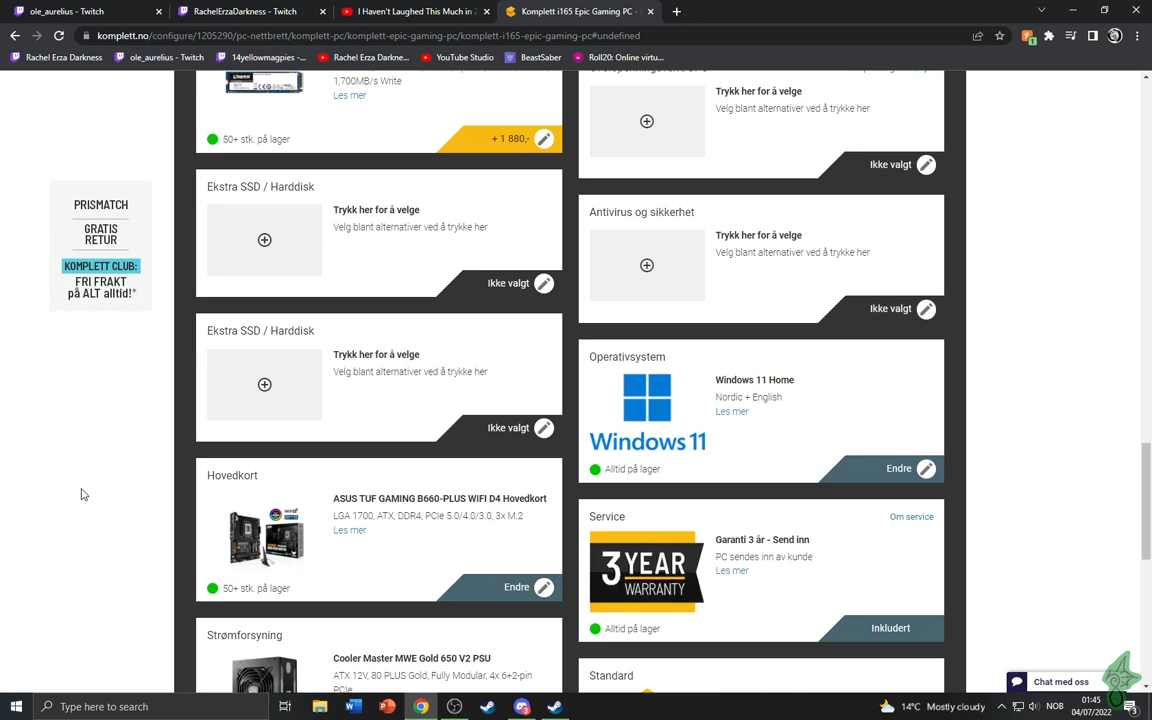 ole_aurelius - Twitch
RachelErzaDarkness - Twitch
I Haven't Laughed This Much in 2
Komplett i165 Epic Gaming PC -
komplett.no/configure/1205290/pc-nettbrett/komplett-pc/komplett-epic-gaming-pc/komplett-i165-epic-gaming-pc#undefined
Rachel Erza Darkness
ole_aurelius - Twitch
14yellowmagpies -...
Rachel Erza Darkne...
YouTube Studio
BeastSaber
Roll20: Online virtu...
PRISMATCH
GRATIS
RETUR
KOMPLETT CLUB:
FRI FRAKT
på ALT alltid!*
1,700MB/s Write
Les mer
50+ stk. på lager
+ 1 880,-
Ekstra SSD / Harddisk
Trykk her for å velge
Velg blant alternativer ved å trykke her
Ikke valgt
Ekstra SSD / Harddisk
Trykk her for å velge
Velg blant alternativer ved å trykke her
Ikke valgt
Hovedkort
ASUS TUF GAMING B660-PLUS WIFI D4 Hovedkort
LGA 1700, ATX, DDR4, PCIe 5.0/4.0/3.0, 3x M.2
Les mer
50+ stk. på lager
Endre
Strømforsyning
Cooler Master MWE Gold 650 V2 PSU
ATX 12V, 80 PLUS Gold, Fully Modular, 4x 6+2-pin
PCIe
Trykk her for å velge
Velg blant alternativer ved å trykke her
Ikke valgt
Antivirus og sikkerhet
Trykk her for å velge
Velg blant alternativer ved å trykke her
Ikke valgt
Operativsystem
Windows 11
Windows 11 Home
Nordic + English
Les mer
Alltid på lager
Endre
Service
Om service
3 YEAR
WARRANTY
Garanti 3 år - Send inn
PC sendes inn av kunde
Les mer
Alltid på lager
Inkludert
Standard
Chat med oss
Type here to search
14°C Mostly cloudy
NOB
01:45
04/07/2022
3